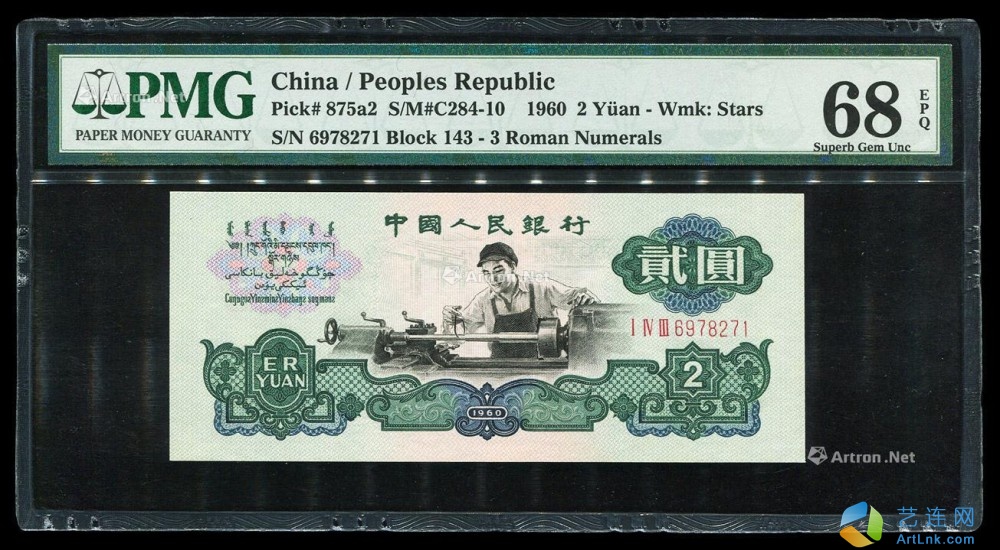 PMG
PAPER MONEY GUARANTY
China / Peoples Republic
Pick# 875a2 S/M#C284-10 1960 2 Yüan - Wmk: Stars
S/N 6978271 Block 143 - 3 Roman Numerals
68
EPQ
Superb Gem Unc
中國人民銀行
貳圓
I IV III 6978271
ER
YUAN
2
1960
Artron.Net
艺连网
ArtLnk.Com